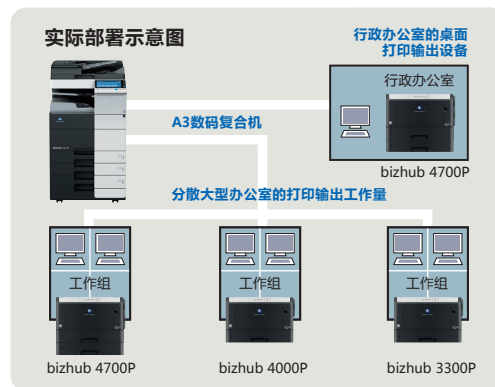 实际部署示意图
行政办公室的桌面
打印输出设备
行政办公室
A3数码复合机
bizhub 4700P
分散大型办公室的打印输出工作量
工作组
工作组
工作组
bizhub 4700P
bizhub 4000P
bizhub 3300P